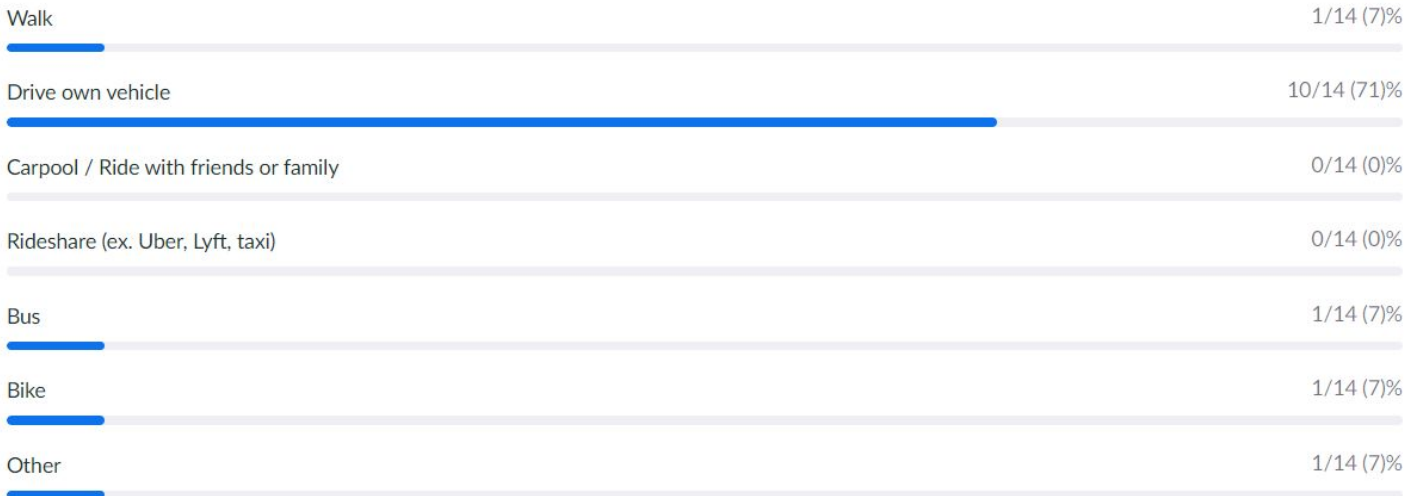 Walk 1/14 (7)%
Drive own vehicle 10/14 (71)%
Carpool / Ride with friends or family 0/14 (0)%
Rideshare (ex. Uber, Lyft, taxi) 0/14 (0)%
Bus 1/14 (7)%
Bike 1/14 (7)%
Other 1/14 (7)%